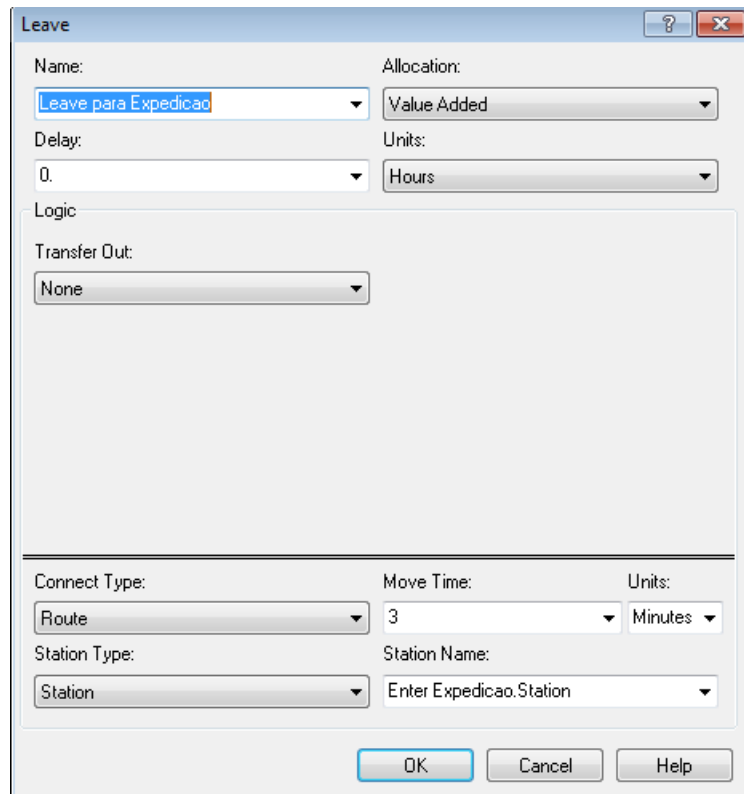 Leave
Name: Allocation:
Leave para Expedicao Value Added
Delay: Units:
0. Hours
Logic
Transfer Out:
None
Connect Type: Move Time: Units:
Route 3 Minutes
Station Type: Station Name:
Station Enter Expedicao.Station
OK Cancel Help